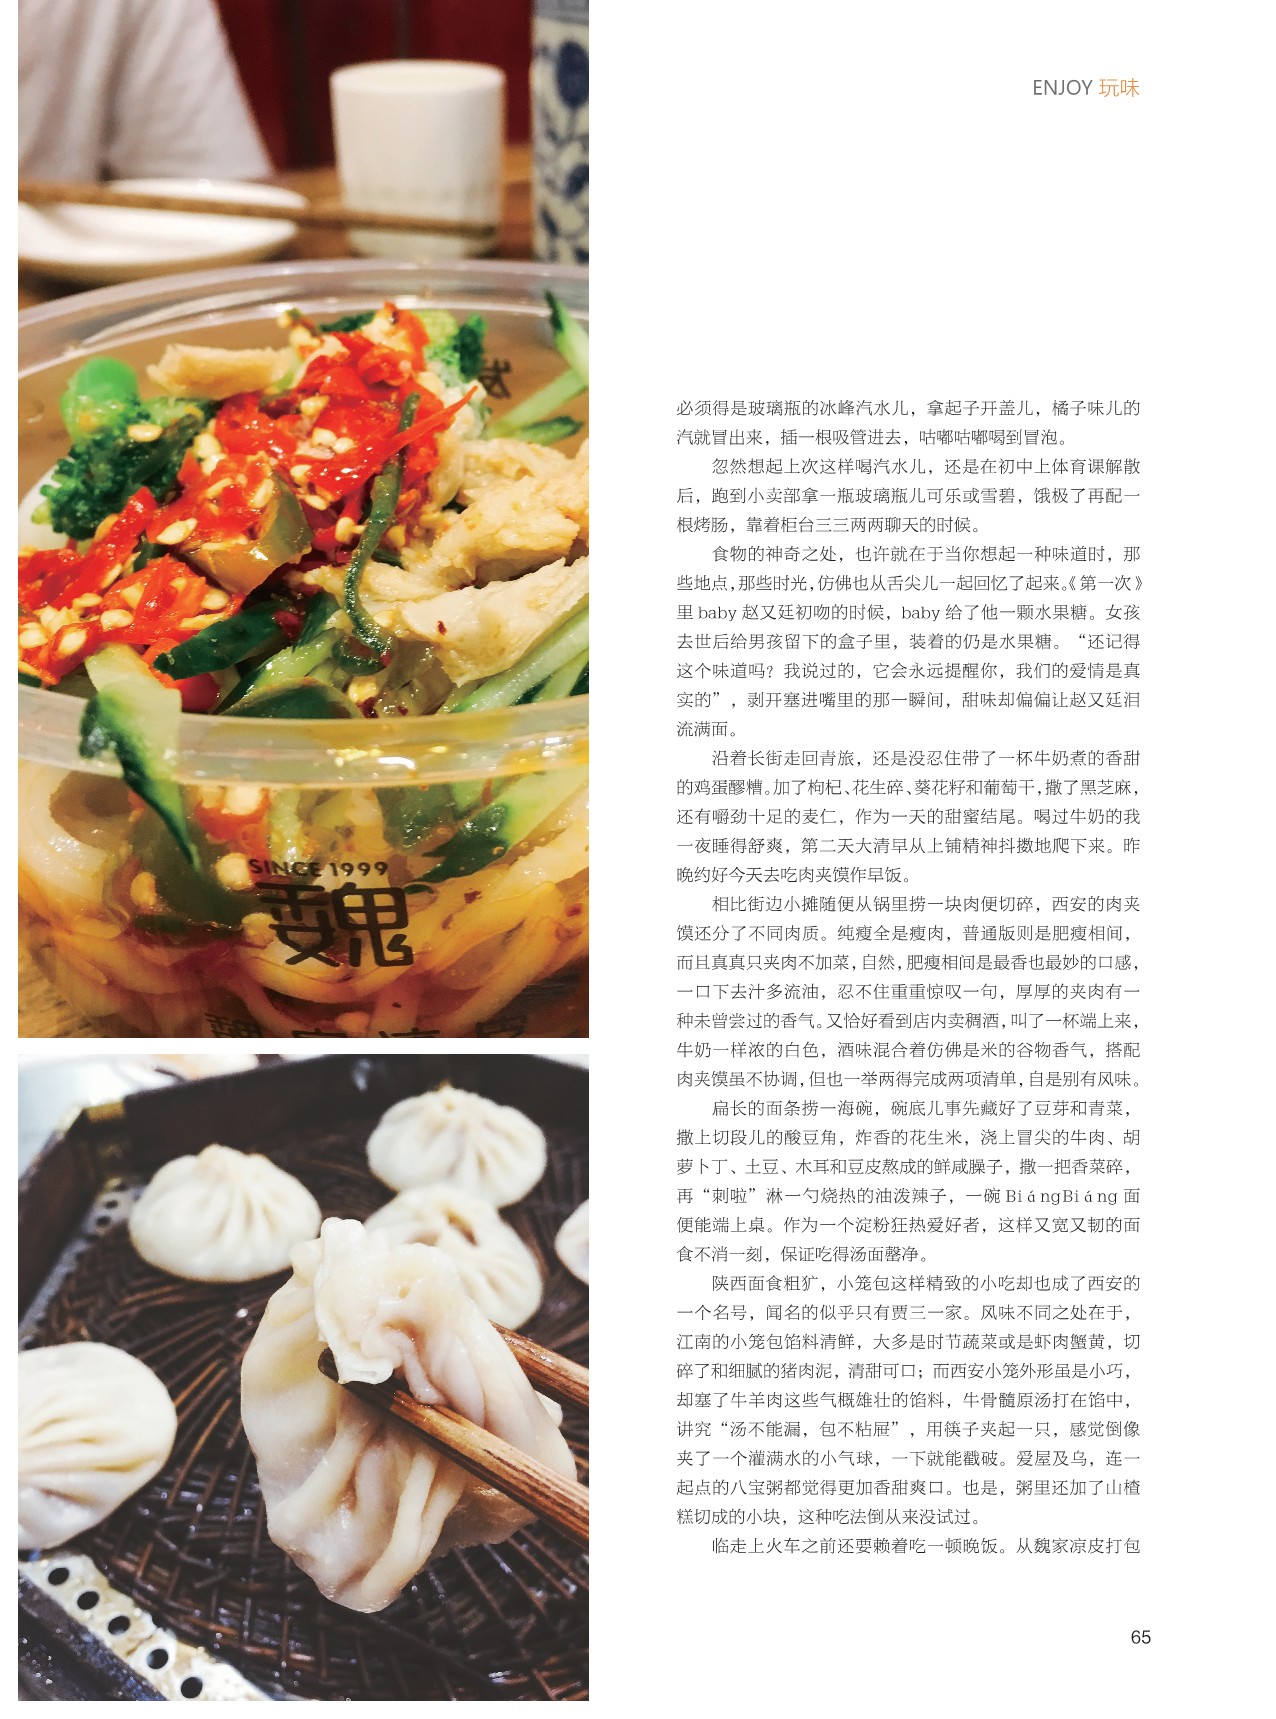 ENJOY 玩味
SINCE 1999
魏
必须得是玻璃瓶的冰峰汽水儿，拿起子开盖儿，橘子味儿的
汽就冒出来，插一根吸管进去，咕嘟咕嘟喝到冒泡。
忽然想起上次这样喝汽水儿，还是在初中上体育课解散
后，跑到小卖部拿一瓶玻璃瓶儿可乐或雪碧，饿极了再配一
根烤肠，靠着柜台三三两两聊天的时候。
食物的神奇之处，也许就在于当你想起一种味道时，那
些地点，那些时光，仿佛也从舌尖儿一起回忆了起来。《第一次》
里 baby 赵又廷初吻的时候，baby 给了他一颗水果糖。女孩
去世后给男孩留下的盒子里，装着的仍是水果糖。“还记得
这个味道吗？我说过的，它会永远提醒你，我们的爱情是真
实的”，剥开塞进嘴里的那一瞬间，甜味却偏偏让赵又廷泪
流满面。
沿着长街走回青旅，还是没忍住带了一杯牛奶煮的香甜
的鸡蛋醪糟。加了枸杞、花生碎、葵花籽和葡萄干，撒了黑芝麻，
还有嚼劲十足的麦仁，作为一天的甜蜜结尾。喝过牛奶的我
一夜睡得舒爽，第二天大清早从上铺精神抖擞地爬下来。昨
晚约好今天去吃肉夹馍作早饭。
相比街边小摊随便从锅里捞一块肉便切碎，西安的肉夹
馍还分了不同肉质。纯瘦全是瘦肉，普通版则是肥瘦相间，
而且真真只夹肉不加菜，自然，肥瘦相间是最香也最妙的口感，
一口下去汁多流油，忍不住重重惊叹一句，厚厚的夹肉有一
种未曾尝过的香气。又恰好看到店内卖稠酒，叫了一杯端上来，
牛奶一样浓的白色，酒味混合着仿佛是米的谷物香气，搭配
肉夹馍虽不协调，但也一举两得完成两项清单，自是别有风味。
扁长的面条捞一海碗，碗底儿事先藏好了豆芽和青菜，
撒上切段儿的酸豆角，炸香的花生米，浇上冒尖的牛肉、胡
萝卜丁、土豆、木耳和豆皮熬成的鲜咸臊子，撒一把香菜碎，
再“刺啦”淋一勺烧热的油泼辣子，一碗 BiángBiáng 面
便能端上桌。作为一个淀粉狂热爱好者，这样又宽又韧的面
食不消一刻，保证吃得汤面罄净。
陕西面食粗犷，小笼包这样精致的小吃却也成了西安的
一个名号，闻名的似乎只有贾三一家。风味不同之处在于，
江南的小笼包馅料清鲜，大多是时节蔬菜或是虾肉蟹黄，切
碎了和细腻的猪肉泥，清甜可口；而西安小笼外形虽是小巧，
却塞了牛羊肉这些气概雄壮的馅料，牛骨髓原汤打在馅中，
讲究“汤不能漏，包不粘屉”，用筷子夹起一只，感觉倒像
夹了一个灌满水的小气球，一下就能戳破。爱屋及乌，连一
起点的八宝粥都觉得更加香甜爽口。也是，粥里还加了山楂
糕切成的小块，这种吃法倒从来没试过。
临走上火车之前还要赖着吃一顿晚饭。从魏家凉皮打包
65